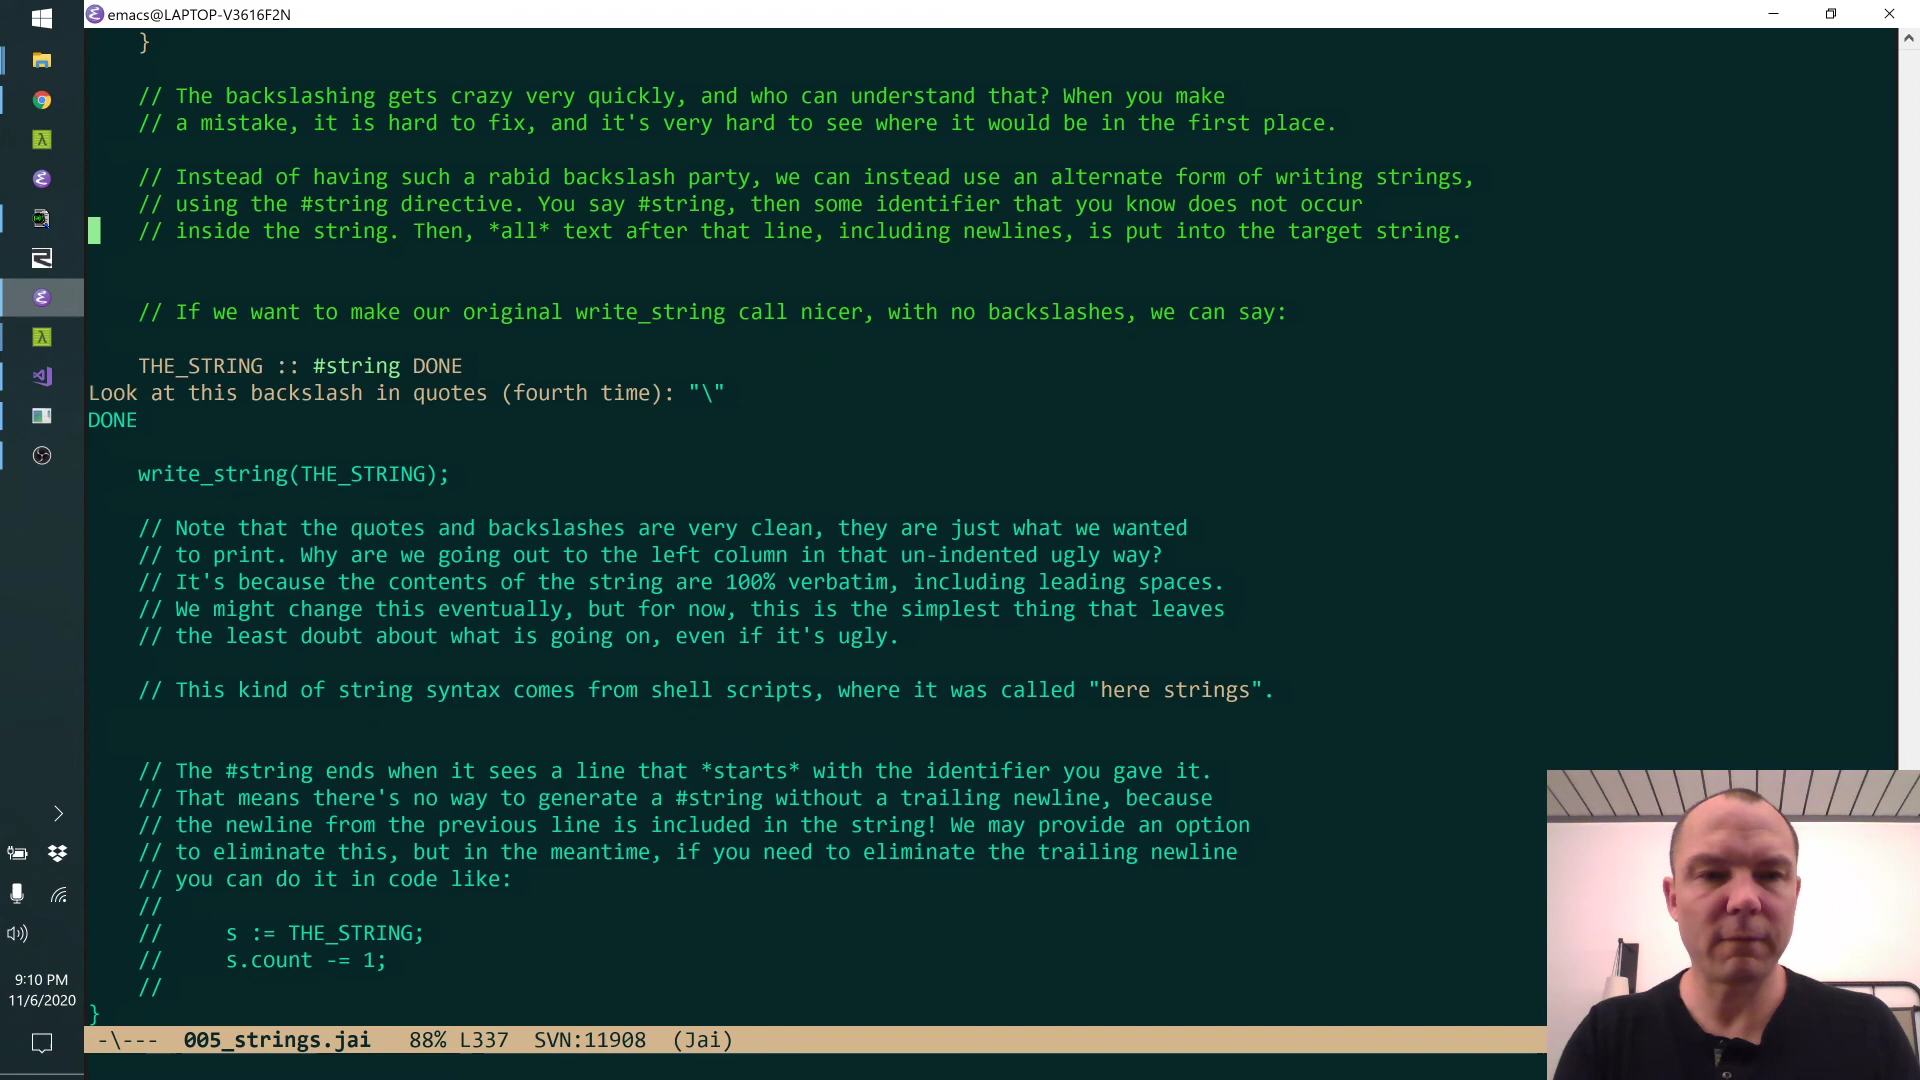 emacs@LAPTOP-V3616F2N
}
// The backslashing gets crazy very quickly, and who can understand that? When you make
// a mistake, it is hard to fix, and it's very hard to see where it would be in the first place.
// Instead of having such a rabid backslash party, we can instead use an alternate form of writing strings,
// using the #string directive. You say #string, then some identifier that you know does not occur
// inside the string. Then, *all* text after that line, including newlines, is put into the target string.
// If we want to make our original write_string call nicer, with no backslashes, we can say:
THE_STRING :: #string DONE
Look at this backslash in quotes (fourth time): "\"
DONE
write_string(THE_STRING);
// Note that the quotes and backslashes are very clean, they are just what we wanted
// to print. Why are we going out to the left column in that un-indented ugly way?
// It's because the contents of the string are 100% verbatim, including leading spaces.
// We might change this eventually, but for now, this is the simplest thing that leaves
// the least doubt about what is going on, even if it's ugly.
// This kind of string syntax comes from shell scripts, where it was called "here strings".
// The #string ends when it sees a line that *starts* with the identifier you gave it.
// That means there's no way to generate a #string without a trailing newline, because
// the newline from the previous line is included in the string! We may provide an option
// to eliminate this, but in the meantime, if you need to eliminate the trailing newline
// you can do it in code like:
//
//     s := THE_STRING;
//     s.count -= 1;
//
}
-\--- 005_strings.jai 88% L337 SVN:11908 (Jai)
9:10 PM
11/6/2020